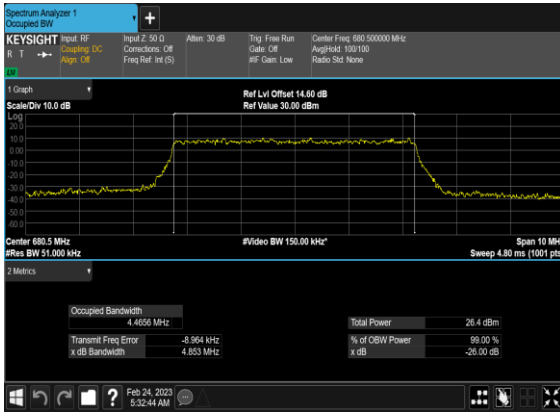 Spectrum Analyzer 1
Occupied BW
+
KEYSIGHT
R T
LW
Input: RF
Coupling: DC
Align: Off
Input Z: 50 Ω
Corrections: Off
Freq Ref: Int (S)
Atten: 30 dB
Trig: Free Run
Gate: Off
#IF Gain: Low
Center Freq: 680.500000 MHz
Avg|Hold: 100/100
Radio Std: None
1 Graph
Scale/Div 10.0 dB
Ref Lvl Offset 14.60 dB
Ref Value 30.00 dBm
Log
20.0
10.0
0.00
-10.0
-20.0
-30.0
-40.0
-50.0
-60.0
Center 680.5 MHz
#Res BW 51.000 kHz
#Video BW 150.00 kHz*
Span 10 MH
Sweep 4.80 ms (1001 pts
2 Metrics
Occupied Bandwidth
4.4656 MHz
Total Power 26.4 dBm
Transmit Freq Error -8.964 kHz
% of OBW Power 99.00 %
x dB Bandwidth 4.853 MHz
x dB -26.00 dB
?
Feb 24, 2023
5:32:44 AM